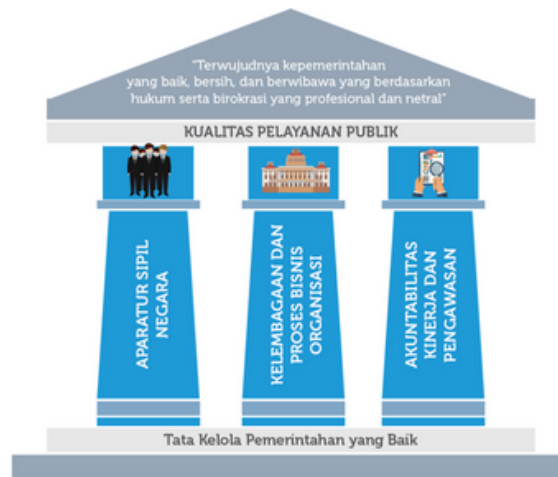 "Terwujudnya kepemerintahan
yang baik, bersih, dan berwibawa yang berdasarkan
hukum serta birokrasi yang profesional dan netral"
KUALITAS PELAYANAN PUBLIK
APARATUR SIPIL
NEGARA
KELEMBAGAAN DAN
PROSES BISNIS
ORGANISASI
AKUNTABILITAS
KINERJA DAN
PENGAWASAN
Tata Kelola Pemerintahan yang Baik